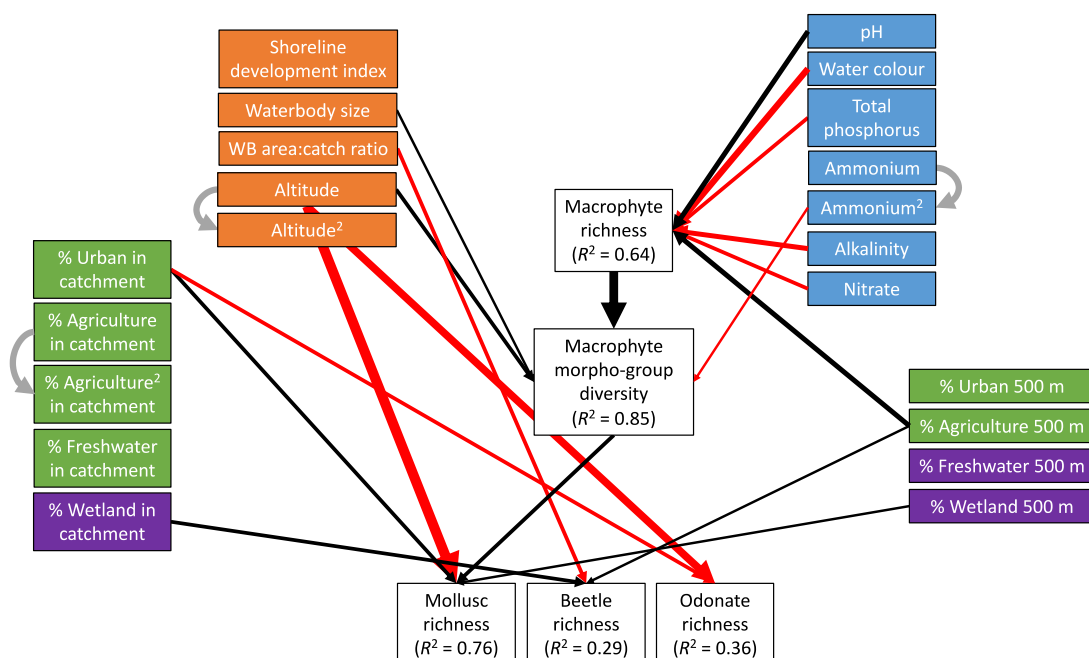 Shoreline
development index
Waterbody size
WB area:catch ratio
Altitude
Altitude²
pH
Water colour
Total
phosphorus
Ammonium
Ammonium²
Alkalinity
Nitrate
Macrophyte
richness
(R² = 0.64)
% Urban in
catchment
% Agriculture
in catchment
% Agriculture²
in catchment
% Freshwater
in catchment
% Wetland in
catchment
Macrophyte
morpho-group
diversity
(R² = 0.85)
% Urban 500 m
% Agriculture 500 m
% Freshwater 500 m
% Wetland 500 m
Mollusc
richness
(R² = 0.76)
Beetle
richness
(R² = 0.29)
Odonate
richness
(R² = 0.36)